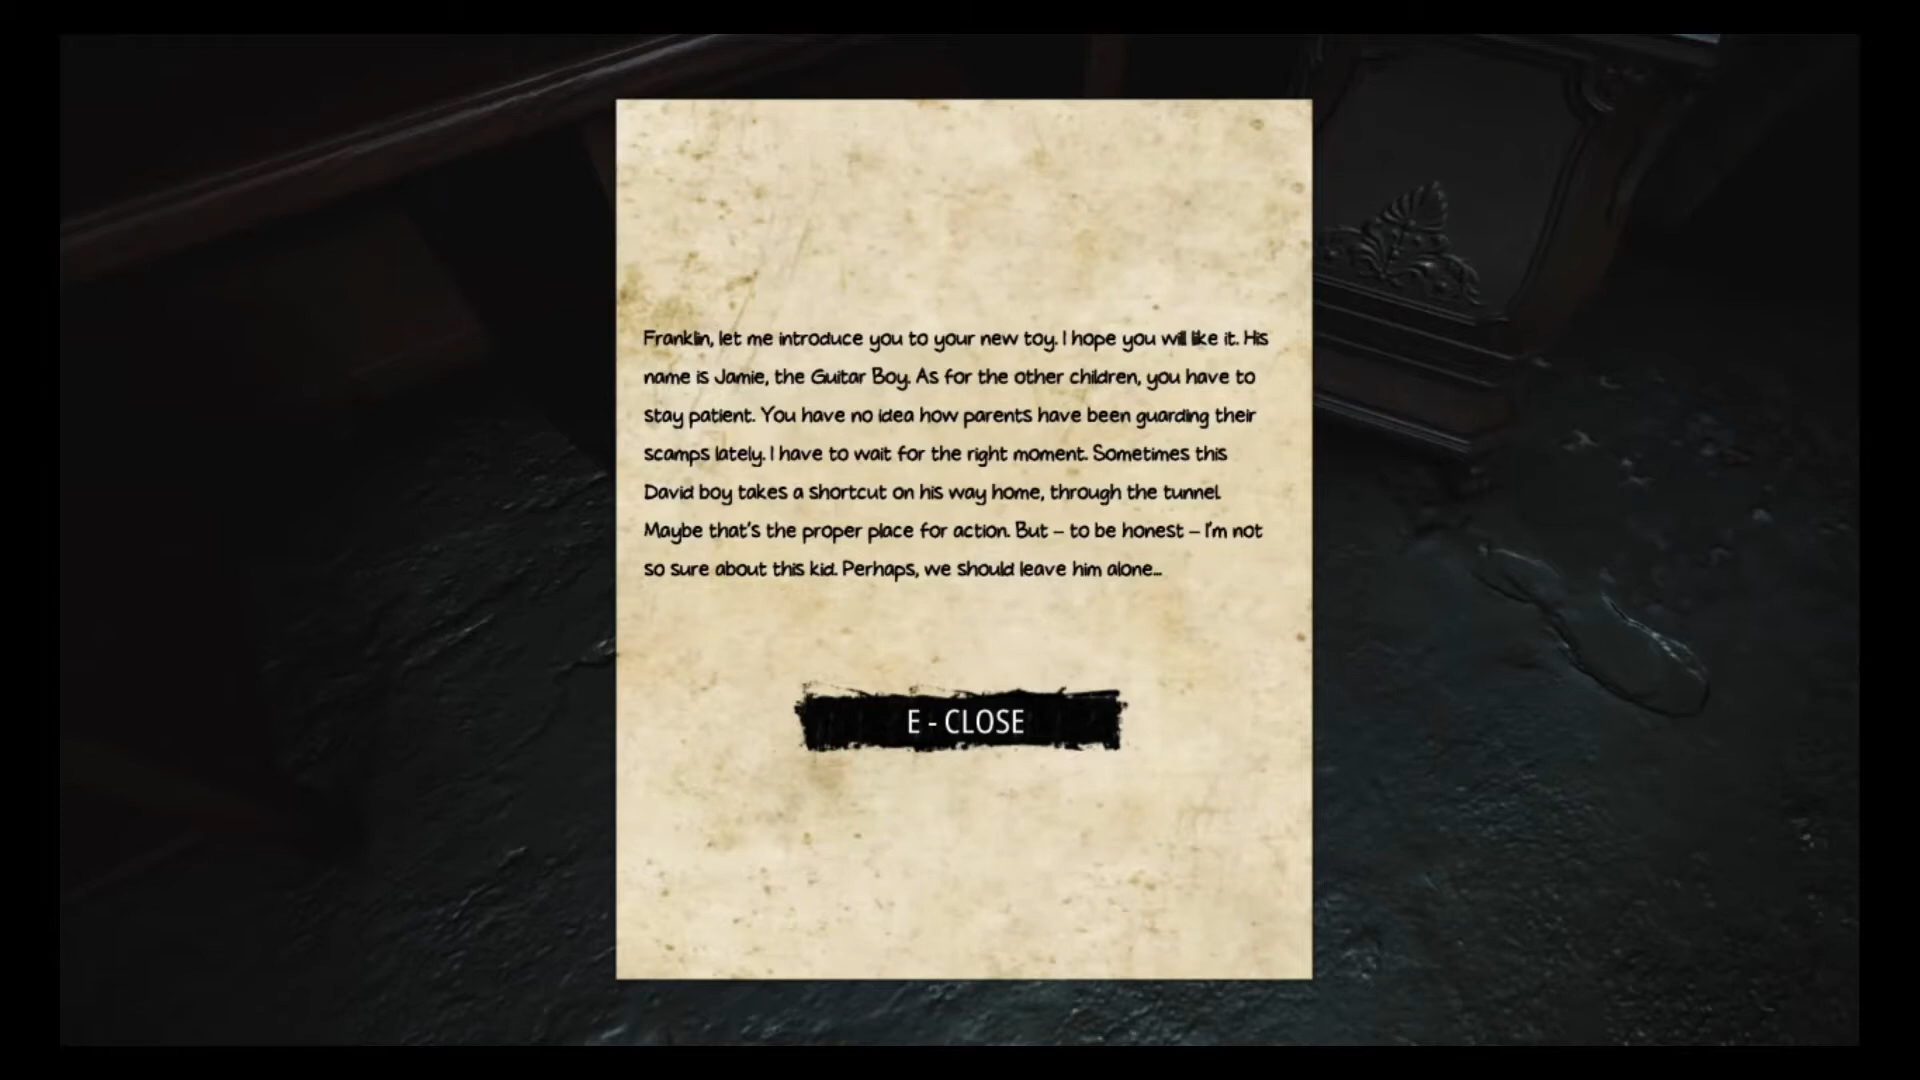 Franklin, let me introduce you to your new toy. I hope you will like it. His
name is Jamie, the Guitar Boy. As for the other children, you have to
stay patient. You have no idea how parents have been guarding their
scamps lately. I have to wait for the right moment. Sometimes this
David boy takes a shortcut on his way home, through the tunnel.
Maybe that's the proper place for action. But – to be honest – I'm not
so sure about this kid. Perhaps, we should leave him alone...
E - CLOSE